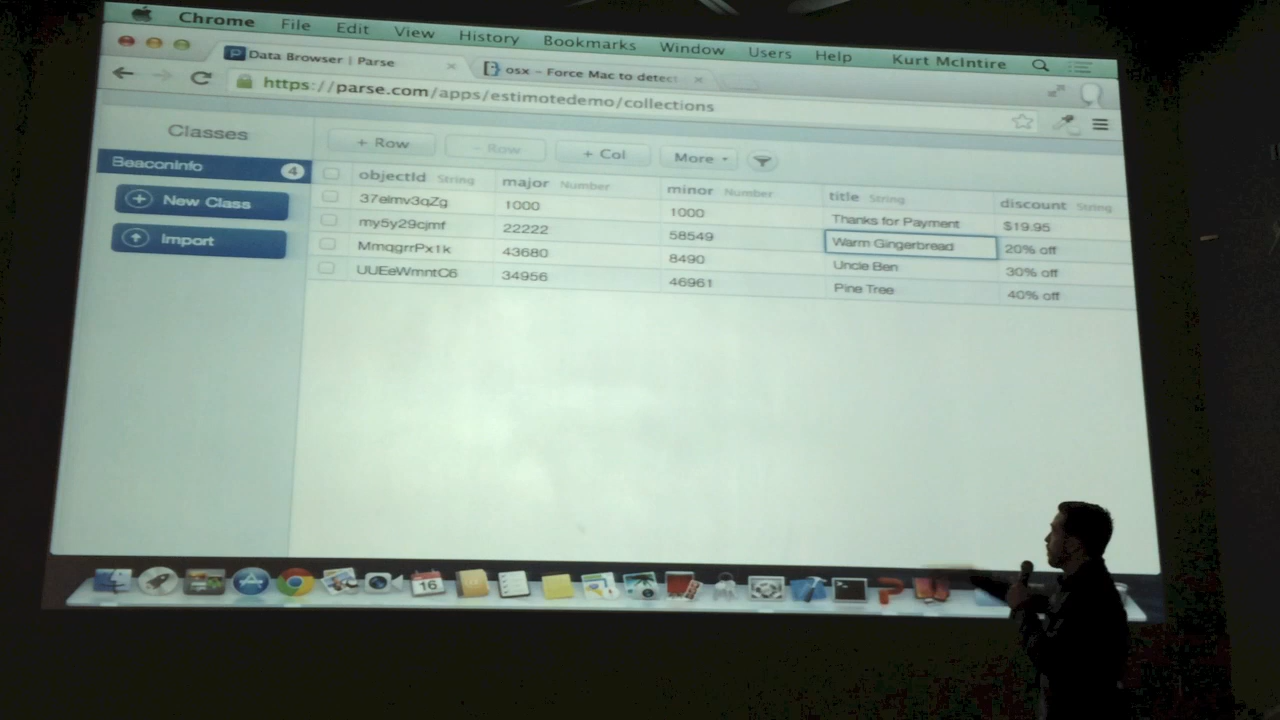 Chrome File Edit View History Bookmarks Window Users Help Kurt McIntire
Data Browser | Parse
osx - Force Mac to detect
https://parse.com/apps/estimotedemo/collections
Classes
BeaconInfo 4
New Class
Import
+ Row - Row + Col More
objectId String major Number minor Number title String discount String
37elmv3qZg 1000 1000 Thanks for Payment $19.95
my5y29cjmf 22222 58549 Warm Gingerbread 20% off
MmqgrrPx1k 43680 8490 Uncle Ben 30% off
UUEeWmntC6 34956 46961 Pine Tree 40% off
16